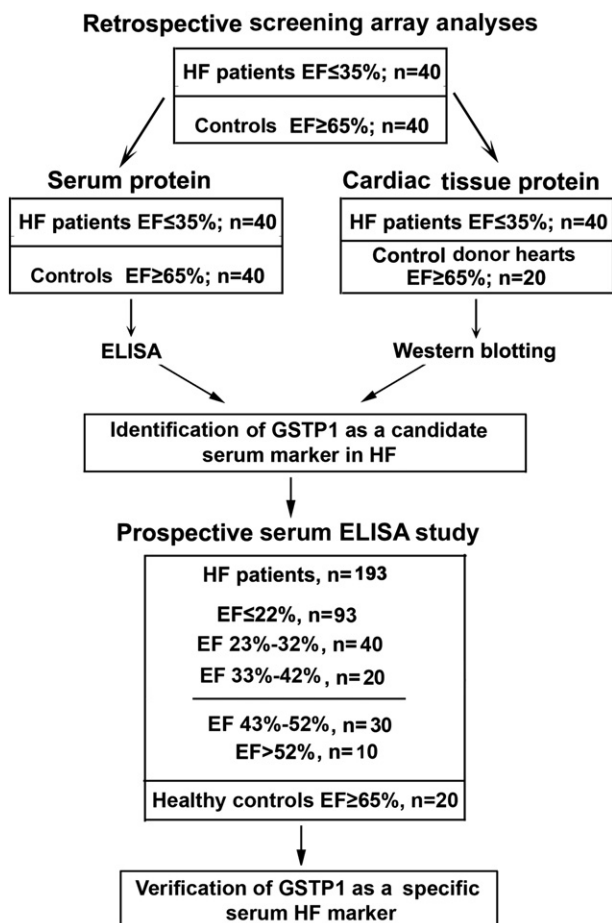 Retrospective screening array analyses
HF patients EF≤35%; n=40
Controls EF≥65%; n=40
Serum protein
HF patients EF≤35%; n=40
Controls EF≥65%; n=40
ELISA
Cardiac tissue protein
HF patients EF≤35%; n=40
Control donor hearts
EF≥65%; n=20
Western blotting
Identification of GSTP1 as a candidate
serum marker in HF
Prospective serum ELISA study
HF patients, n=193
EF≤22%, n=93
EF 23%-32%, n=40
EF 33%-42%, n=20
EF 43%-52%, n=30
EF>52%, n=10
Healthy controls EF≥65%, n=20
Verification of GSTP1 as a specific
serum HF marker